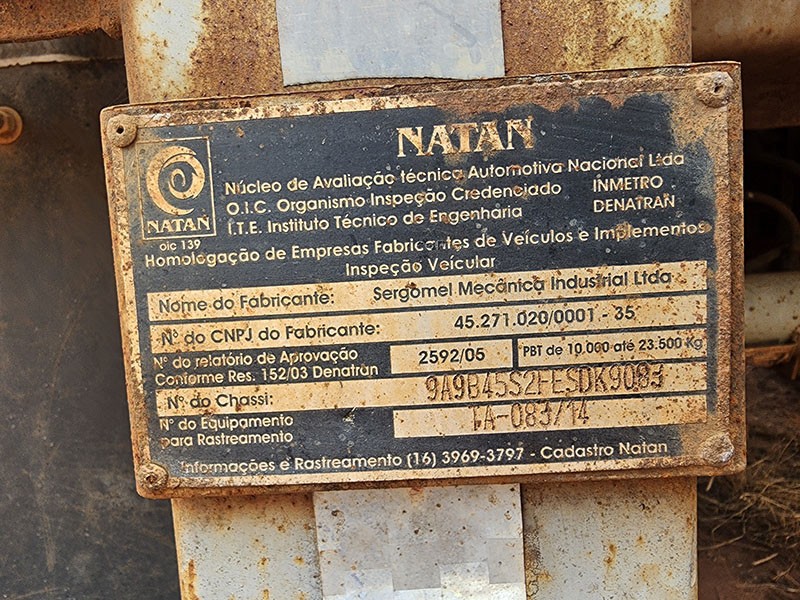 NATAN
Núcleo de Avaliação técnica Automotiva Nacional Ltda
O.I.C. Organismo Inspeção Credenciado INMETRO
I.T.E. Instituto Técnico de Engenharia DENATRAN
NATAN
oic 139
Homologação de Empresas Fabricantes de Veículos e Implementos
Inspeção Veicular
Nome do Fabricante: Sergomel Mecânica Industrial Ltda
Nº do CNPJ do Fabricante: 45.271.020/0001 - 35
Nº do relatório de Aprovação
Conforme Res. 152/03 Denatran 2592/05 PBT de 10.000 até 23.500 Kg
Nº do Chassi: 9A9B45S2FESDK9083
Nº do Equipamento
para Rastreamento 1A-083/14
Informações e Rastreamento (16) 3969-3797 - Cadastro Natan